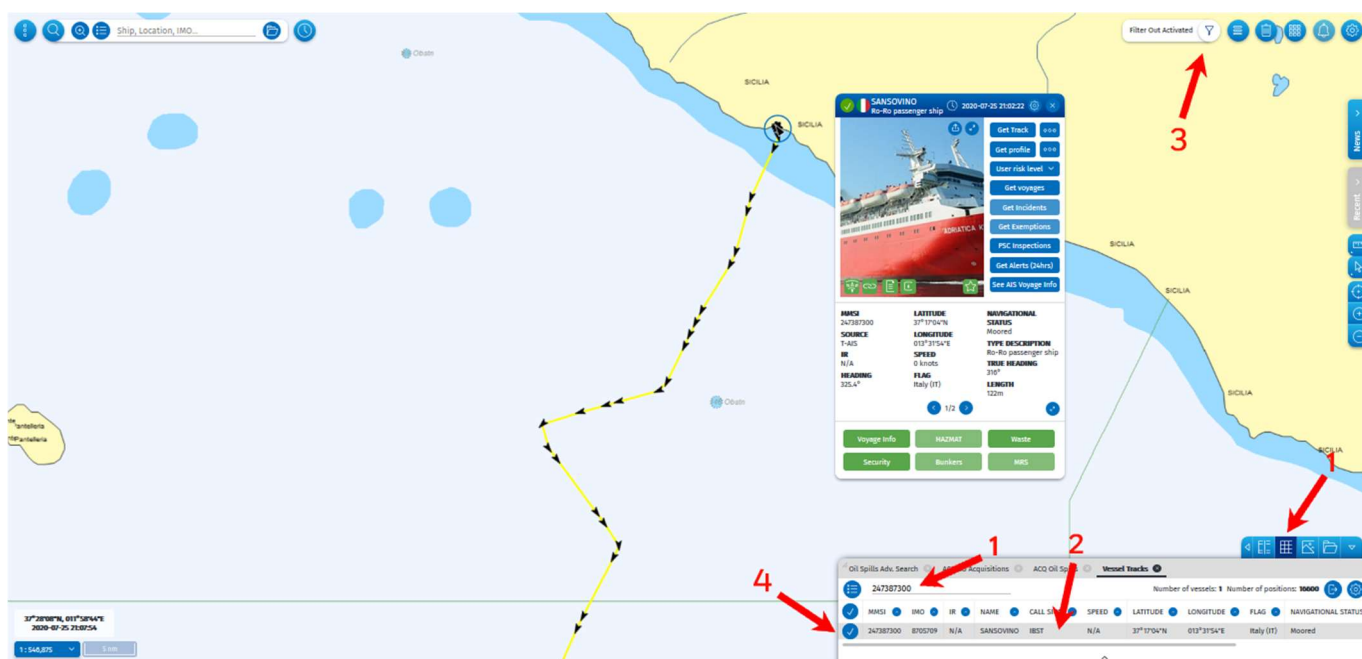 Ship, Location, IMO...
Filter Out Activated
Obstn
SICILIA
SICILIA
3
News
Recent
SANSOVINO
Ro-Ro passenger ship
2020-07-25 21:02:22
ADRIATICA
Get Track
Get profile
User risk level
Get voyages
Get Incidents
Get Exemptions
PSC Inspections
Get Alerts (24hrs)
See AIS Voyage Info
MMSI
247387300
SOURCE
T-AIS
IR
N/A
HEADING
325.4°
LATITUDE
37°17'04"N
LONGITUDE
013°31'54"E
SPEED
0 knots
FLAG
Italy (IT)
NAVIGATIONAL
STATUS
Moored
TYPE DESCRIPTION
Ro-Ro passenger ship
TRUE HEADING
316°
LENGTH
122m
1/2
Voyage Info HAZMAT Waste
Security Bunkers MRS
SICILIA
SICILIA
SICILIA
SICILIA
Obstn
Pantelleria
1
1
2
4
Oil Spills Adv. Search
Acquisitions
ACQ Oil
Vessel Tracks
247387300
Number of vessels: 1 Number of positions: 16600
MMSI IMO IR NAME CALL SPEED LATITUDE LONGITUDE FLAG NAVIGATIONAL STATUS
247387300 8705709 N/A SANSOVINO IBST N/A 37°17'04"N 013°31'54"E Italy (IT) Moored
37°28'08"N, 011°58'44"E
2020-07-25 21:07:54
1 : 546,875
5 nm